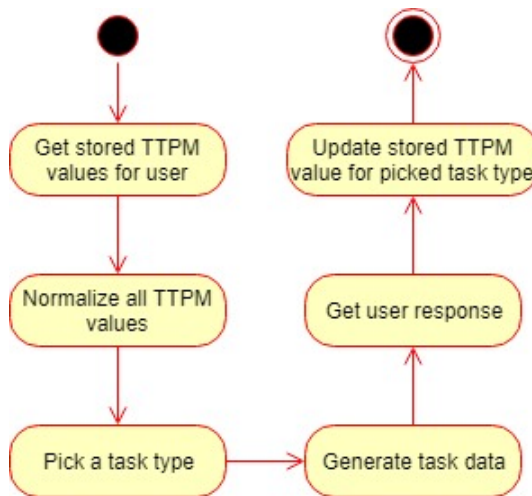 Get stored TTPM
values for user
Normalize all TTPM
values
Pick a task type
Generate task data
Get user response
Update stored TTPM
value for picked task type